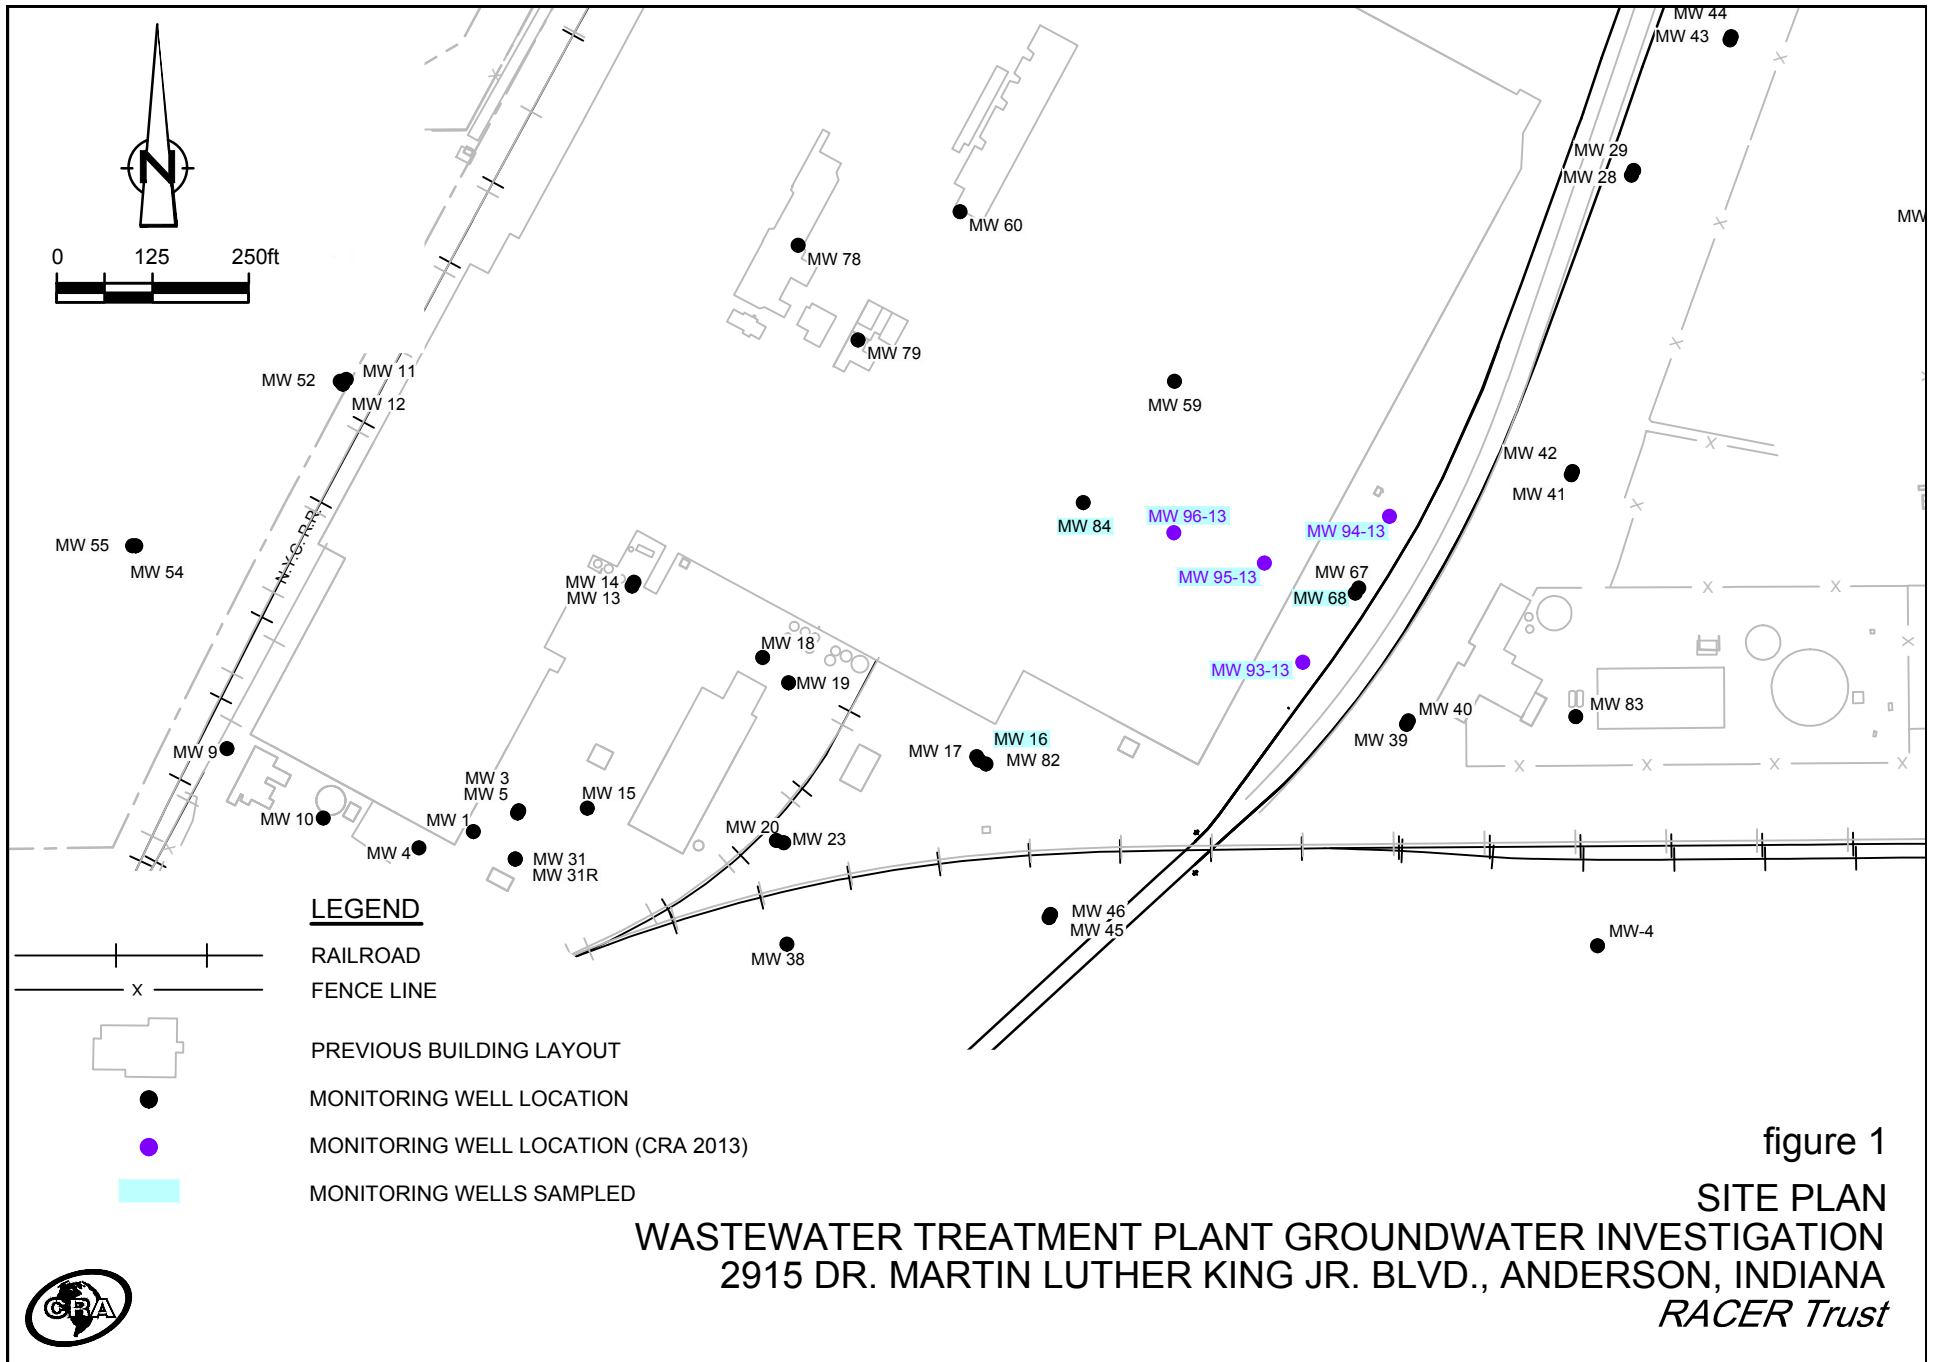 MW 44
MW 43
N
MW 29
MW 28
MW
MW 60
0 125 250ft
MW 78
MW 79
MW 52
MW 11
MW 12
MW 59
MW 42
MW 41
MW 84
MW 96-13
MW 94-13
N.Y.C. R.R.
MW 55
MW 54
MW 95-13
MW 67
MW 68
MW 14
MW 13
MW 18
MW 19
MW 93-13
MW 40
MW 39
MW 83
MW 9
MW 17
MW 16
MW 82
MW 3
MW 5
MW 15
MW 10
MW 1
MW 4
MW 20
MW 23
MW 31
MW 31R
MW 46
MW 45
MW 38
MW-4
LEGEND
RAILROAD
X FENCE LINE
PREVIOUS BUILDING LAYOUT
MONITORING WELL LOCATION
MONITORING WELL LOCATION (CRA 2013)
MONITORING WELLS SAMPLED
figure 1
SITE PLAN
WASTEWATER TREATMENT PLANT GROUNDWATER INVESTIGATION
2915 DR. MARTIN LUTHER KING JR. BLVD., ANDERSON, INDIANA
RACER Trust
CRA